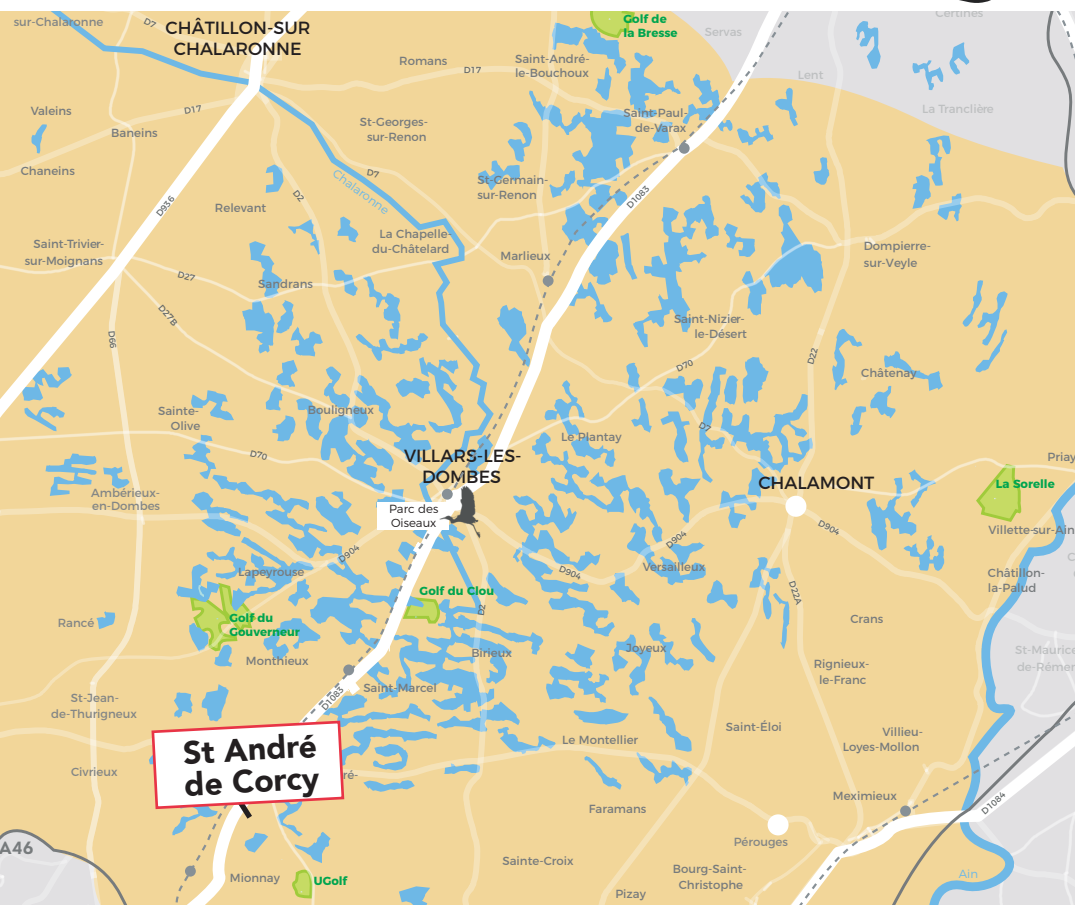 sur-Chalaronne
D7
CHÂTILLON-SUR
CHALARONNE
Golf de
la Bresse
Certines
Servas
Romans
D17
Saint-André-
le-Bouchoux
Lent
La Tranclière
Valeins
D17
Baneins
St-Georges-
sur-Renon
Saint-Paul-
de-Varax
Chaneins
D7
Chalaronne
St-Germain-
sur-Renon
D936
D2
D1083
Relevant
La Chapelle-
du-Châtelard
Saint-Trivier-
sur-Moignans
Marlieux
Dompierre-
sur-Veyle
D27
Sandrans
D27B
D66
Saint-Nizier-
le-Désert
D22
D70
Châtenay
Sainte-
Olive
Bouligneux
D7
Le Plantay
D70
VILLARS-LES-
DOMBES
Priay
CHALAMONT
La Sorelle
Ambérieux-
en-Dombes
Parc des
Oiseaux
D904
Villette-sur-Ain
D904
D904
Lapeyrouse
D904
Versailleux
Châtillon-
la-Palud
Golf du Clou
D22A
D2
Rancé
Golf du
Gouverneur
Crans
Monthieux
Birieux
Joyeux
St-Maurice
de-Rémen
Rignieux-
le-Franc
St-Jean-
de-Thurigneux
D1083
Saint-Marcel
Saint-Éloi
St André
de Corcy
ré-
Le Montellier
Villieu-
Loyes-Mollon
Civrieux
Meximieux
D1084
Faramans
Pérouges
A46
Sainte-Croix
Bourg-Saint-
Christophe
Ain
Mionnay
UGolf
Pizay